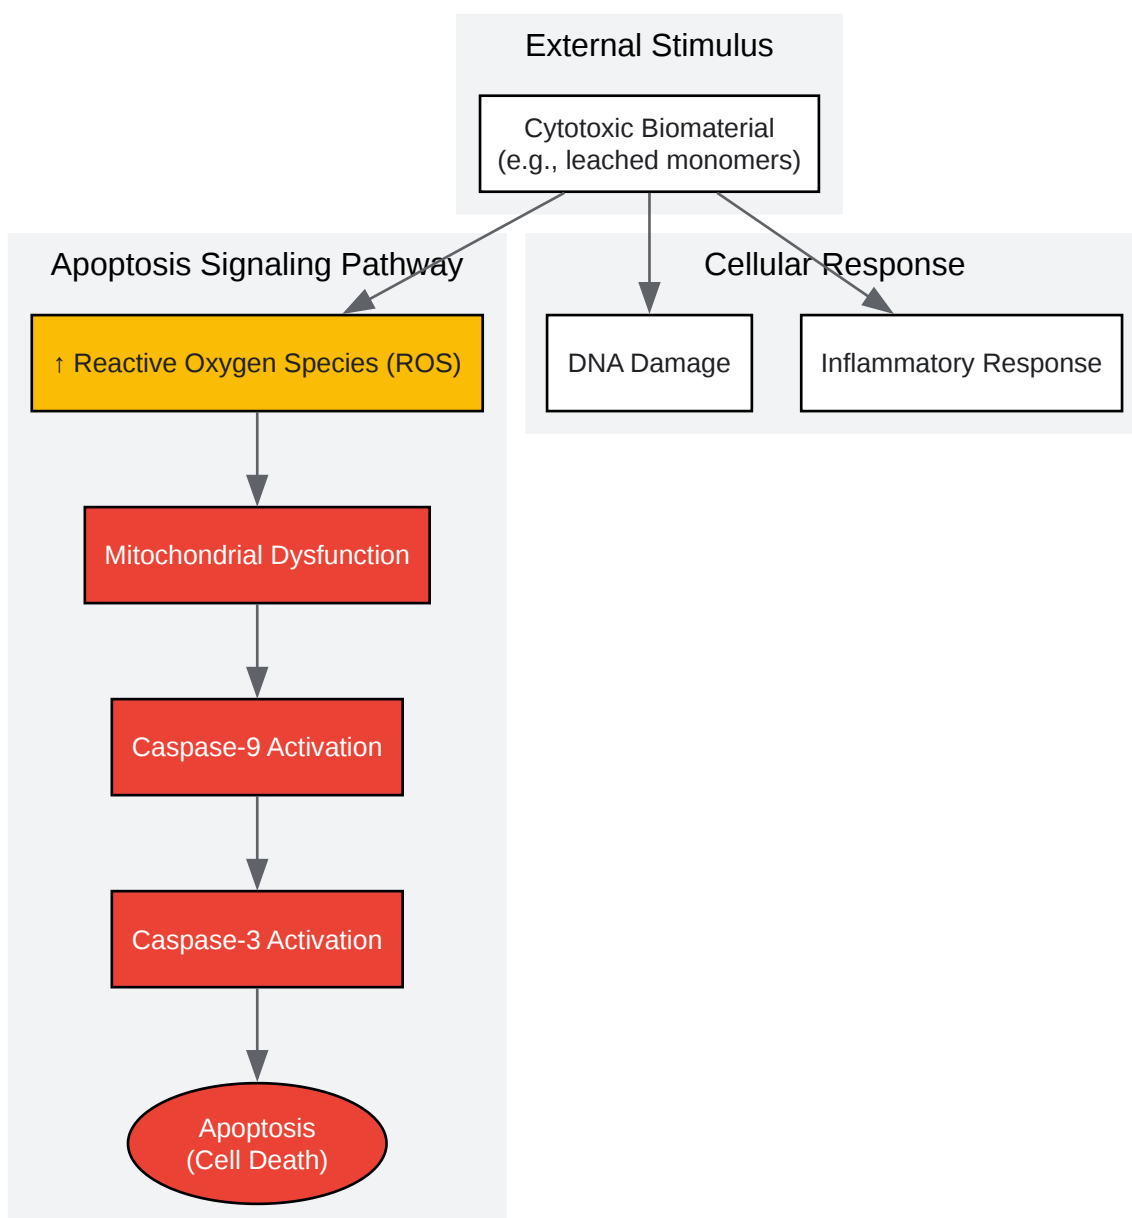 External Stimulus
Cytotoxic Biomaterial
(e.g., leached monomers)
Apoptosis Signaling Pathway
Cellular Response
↑ Reactive Oxygen Species (ROS)
DNA Damage
Inflammatory Response
Mitochondrial Dysfunction
Caspase-9 Activation
Caspase-3 Activation
Apoptosis
(Cell Death)